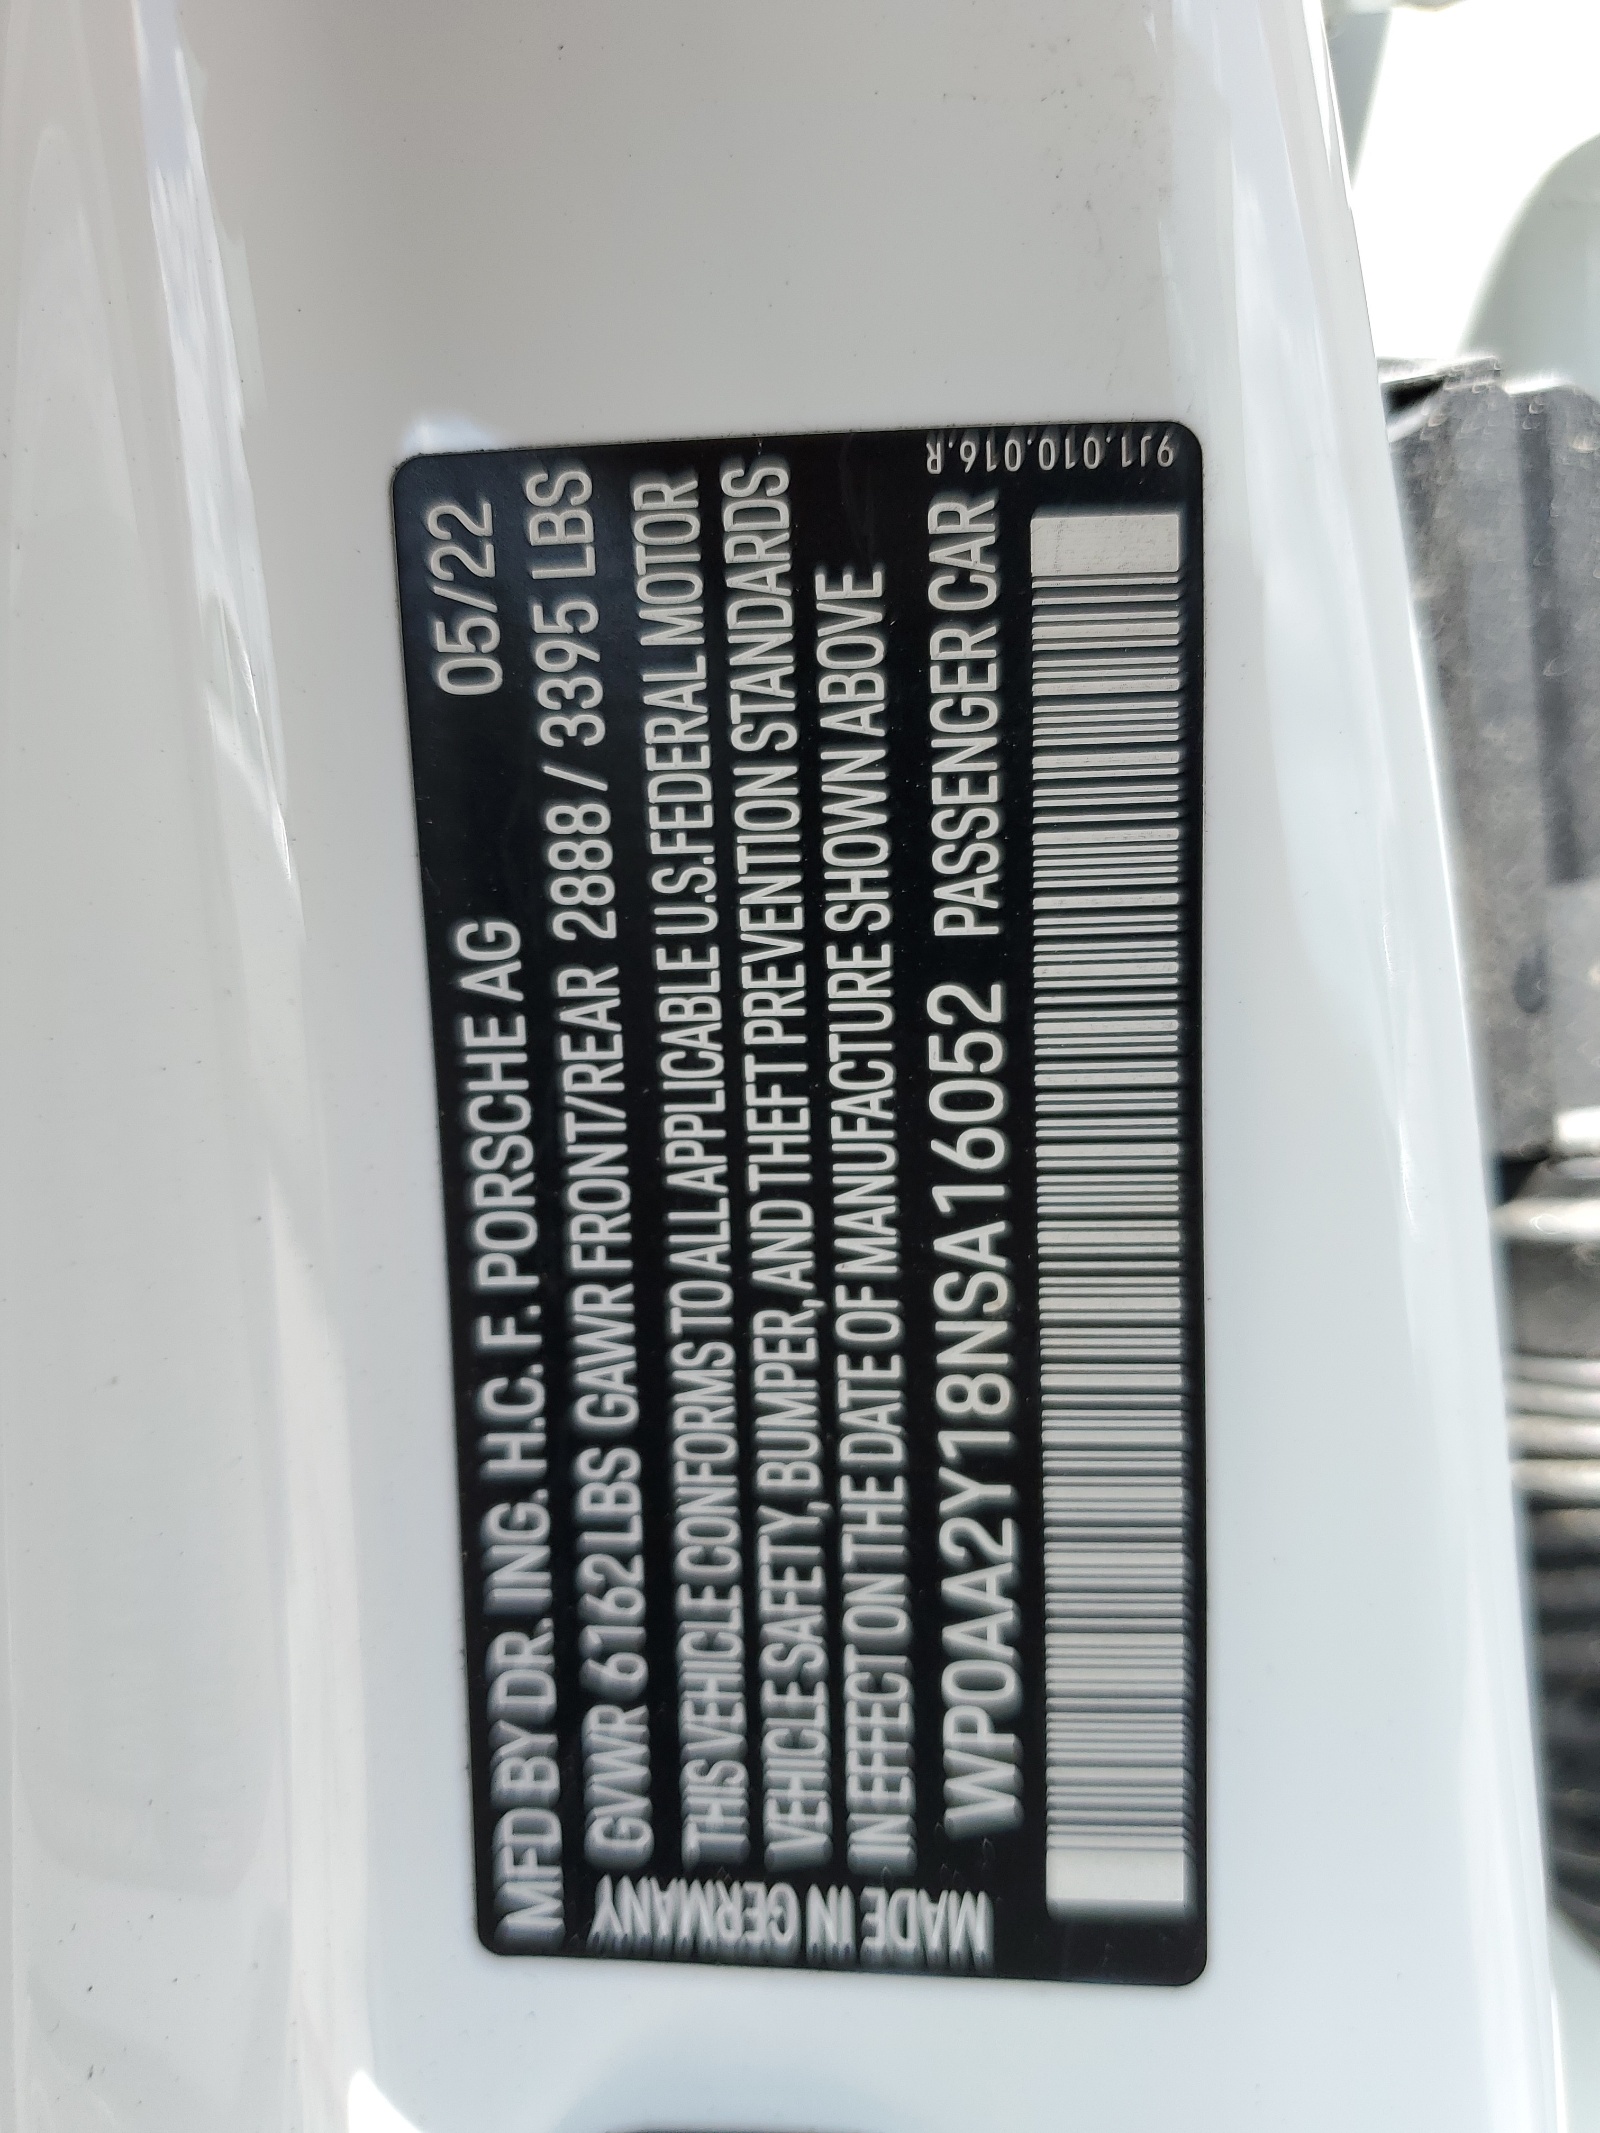 MFD BY DR. ING. H.C. F. PORSCHE AG 05/22
GVWR 6162 LBS GAWR FRONT/REAR 2888 / 3395 LBS
THIS VEHICLE CONFORMS TO ALL APPLICABLE U.S.FEDERAL MOTOR
VEHICLE SAFETY, BUMPER, AND THEFT PREVENTION STANDARDS
IN EFFECT ON THE DATE OF MANUFACTURE SHOWN ABOVE
WP0AA2Y18NSA16052 PASSENGER CAR
MADE IN GERMANY
9J1.010.016.R